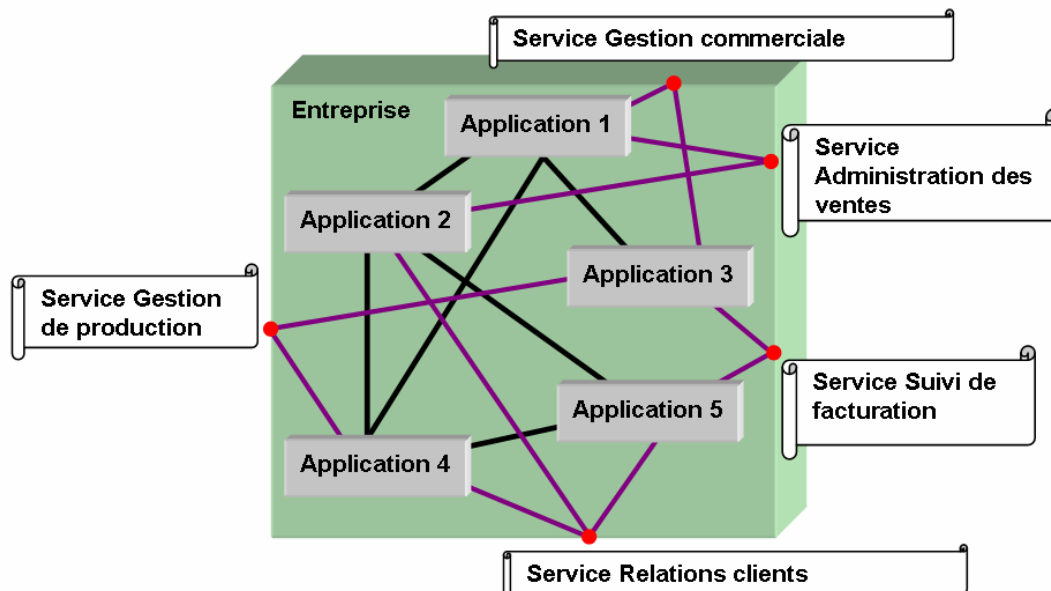 Service Gestion commerciale
Entreprise
Application 1
Service
Administration des
ventes
Application 2
Application 3
Service Gestion
de production
Service Suivi de
facturation
Application 5
Application 4
Service Relations clients